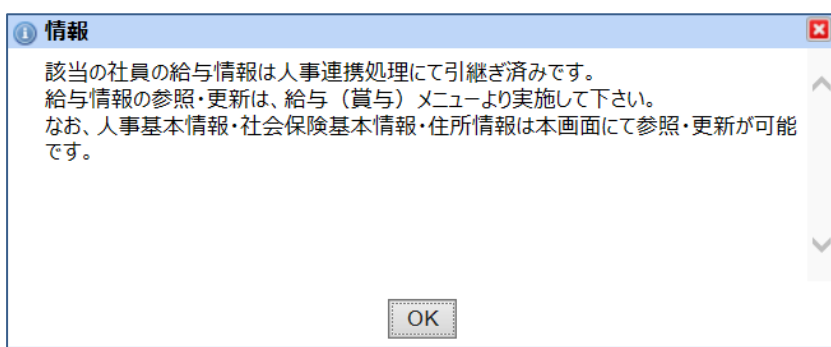 情報
該当の社員の給与情報は人事連携処理にて引継ぎ済みです。
給与情報の参照・更新は、給与（賞与）メニューより実施して下さい。
なお、人事基本情報・社会保険基本情報・住所情報は本画面にて参照・更新が可能
です。
OK